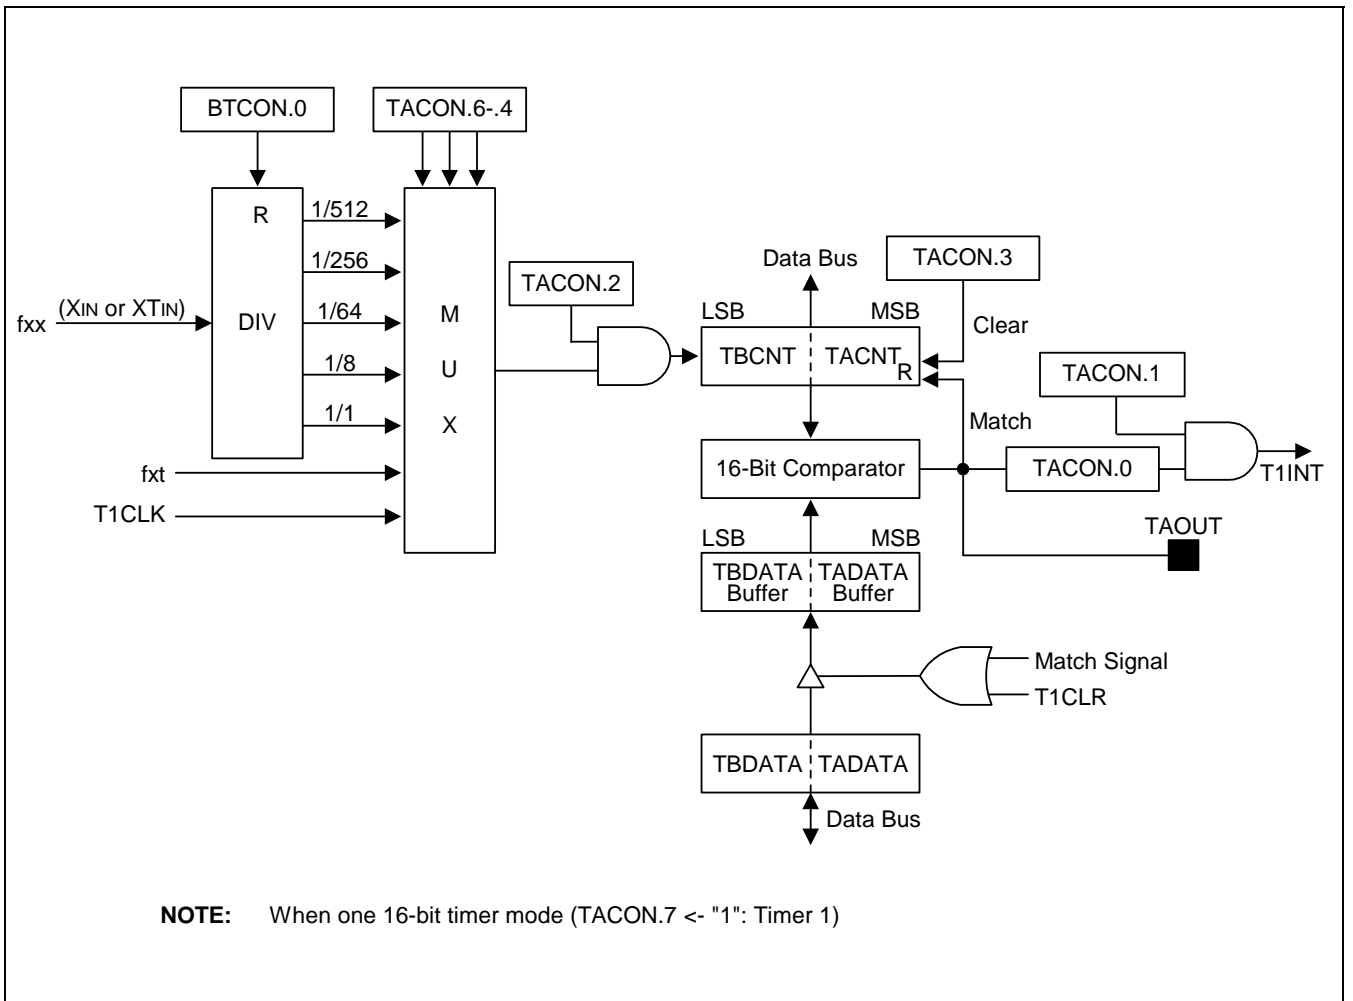 BTCON.0
TACON.6-.4
R
1/512
1/256
fxx
(XIN or XTIN)
DIV
1/64
1/8
1/1
M
U
X
fxt
T1CLK
TACON.2
Data Bus
TACON.3
LSB
MSB
Clear
TBCNT
TACNT
R
TACON.1
Match
16-Bit Comparator
TACON.0
T1INT
TAOUT
LSB
MSB
TBDATA
Buffer
TADATA
Buffer
Match Signal
T1CLR
TBDATA
TADATA
Data Bus
NOTE: When one 16-bit timer mode (TACON.7 <- "1": Timer 1)